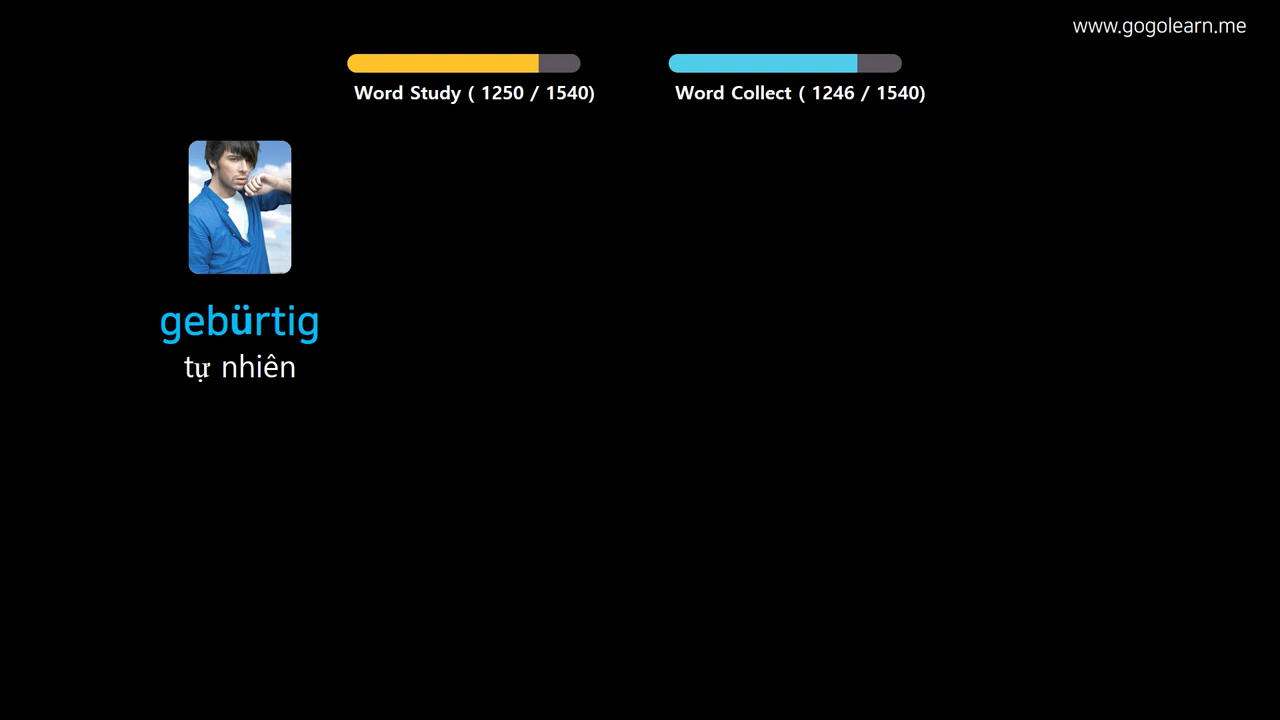 www.gogolearn.me
Word Study ( 1250 / 1540)
Word Collect ( 1246 / 1540)
gebürtig
tự nhiên